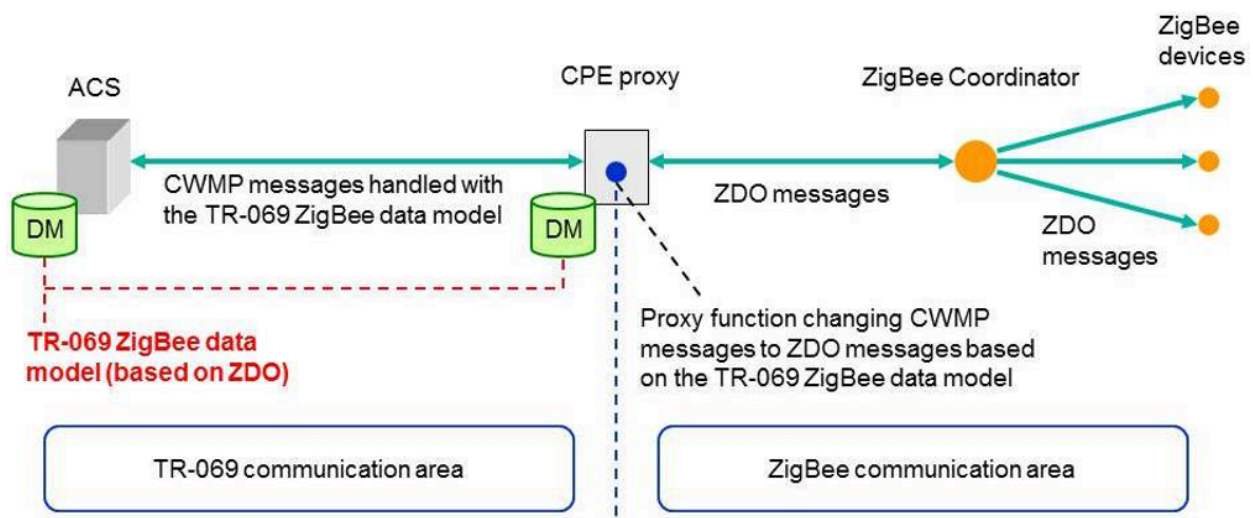 ZigBee
devices
ACS
CPE proxy
ZigBee Coordinator
CWMP messages handled with
the TR-069 ZigBee data model
ZDO messages
DM
DM
ZDO
messages
TR-069 ZigBee data
model (based on ZDO)
Proxy function changing CWMP
messages to ZDO messages based
on the TR-069 ZigBee data model
TR-069 communication area
ZigBee communication area